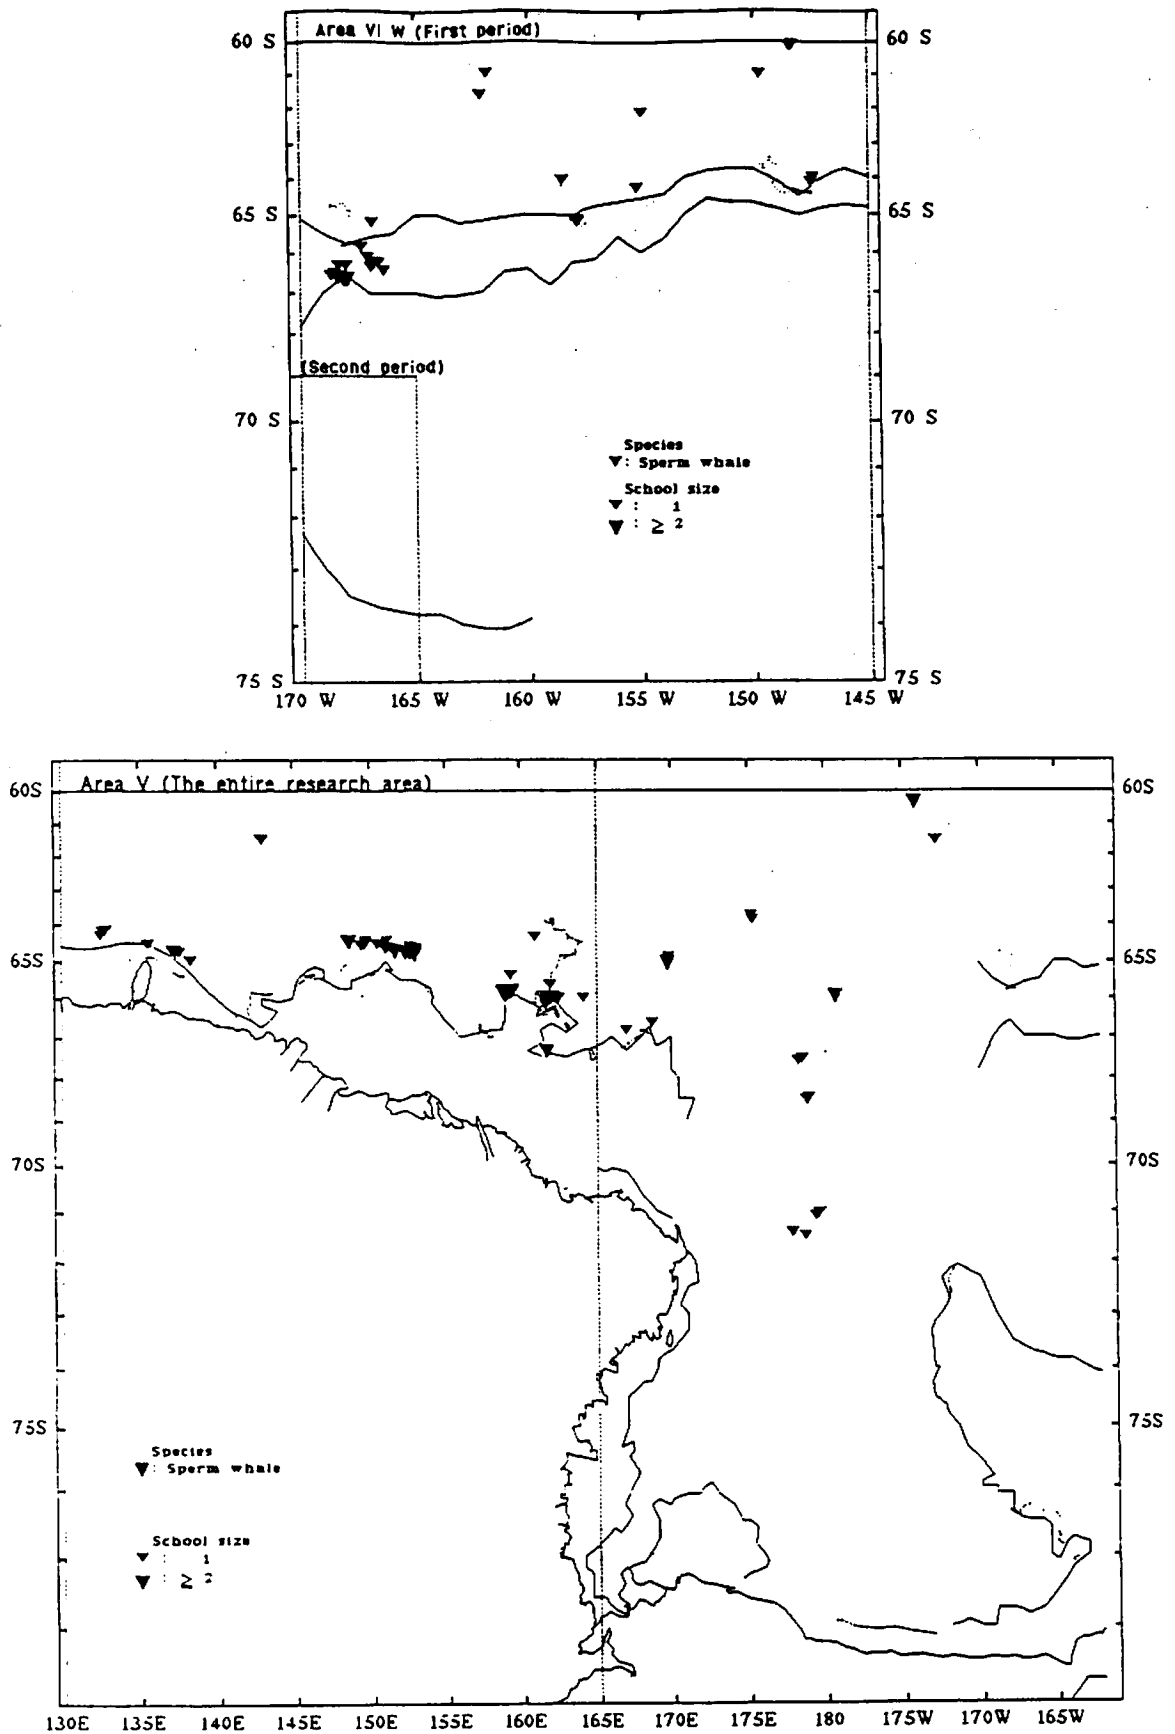 Area VI W (First period)
60 S
60 S
65 S
65 S
(Second period)
70 S
70 S
Species
▼: Sperm whale
School size
▼ : 1
▼ : ≥ 2
75 S
75 S
170 W 165 W 160 W 155 W 150 W 145 W
Area V (The entire research area)
60S
60S
65S
65S
70S
70S
75S
75S
Species
▼: Sperm whale
School size
▼ : 1
▼ : ≥ 2
130E 135E 140E 145E 150E 155E 160E 165E 170E 175E 180 175W 170W 165W